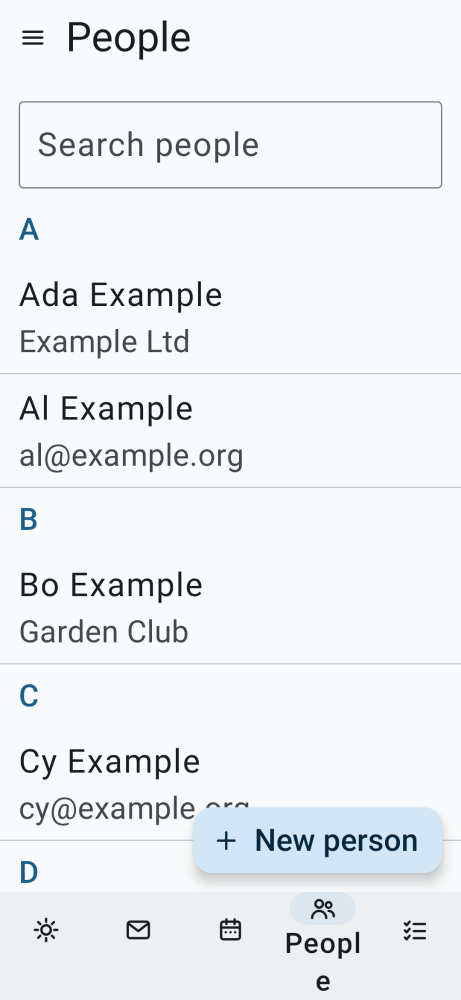 People
Search people
A
Ada Example
Example Ltd
Al Example
al@example.org
B
Bo Example
Garden Club
C
Cy Example
cy@example.org
New person
D
Peopl
e